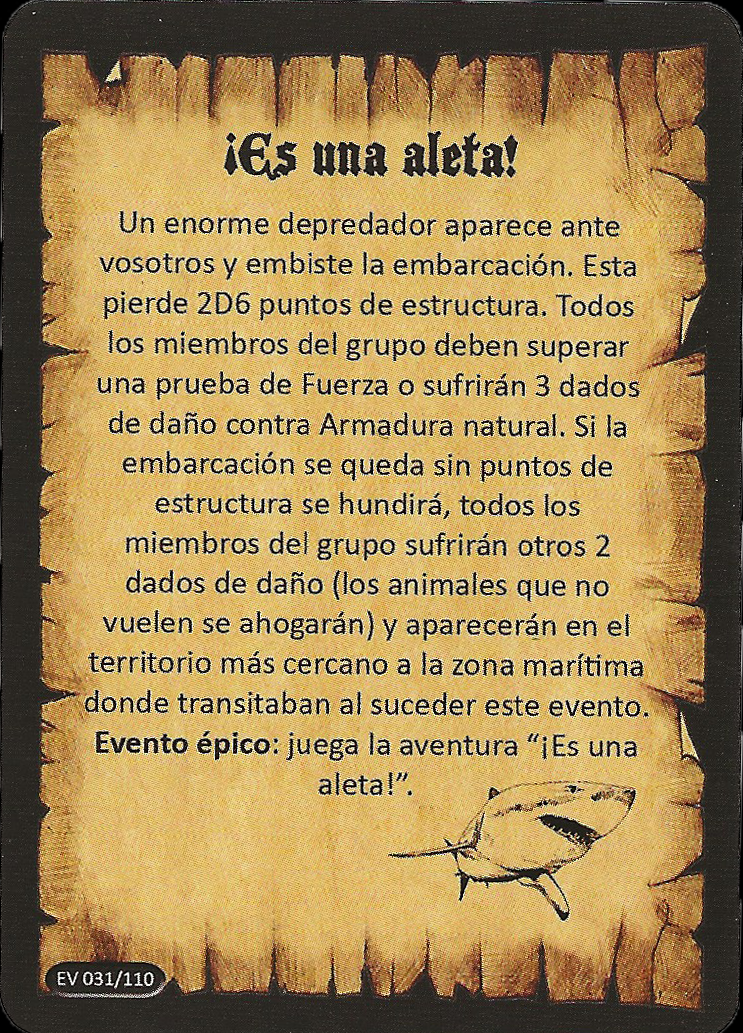 ¡Es una aleta!
Un enorme depredador aparece ante
vosotros y embiste la embarcación. Esta
pierde 2D6 puntos de estructura. Todos
los miembros del grupo deben superar
una prueba de Fuerza o sufrirán 3 dados
de daño contra Armadura natural. Si la
embarcación se queda sin puntos de
estructura se hundirá, todos los
miembros del grupo sufrirán otros 2
dados de daño (los animales que no
vuelen se ahogarán) y aparecerán en el
territorio más cercano a la zona marítima
donde transitaban al suceder este evento.
Evento épico: juega la aventura “¡Es una
aleta!”.
EV 031/110